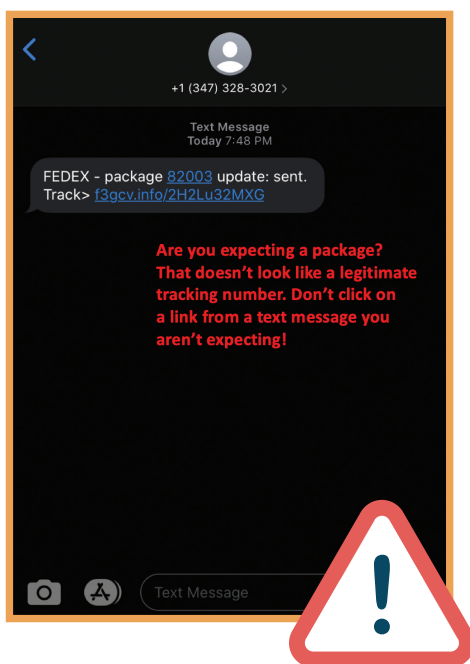 +1 (347) 328-3021 >
Text Message
Today 7:48 PM
FEDEX - package 82003 update: sent.
Track> f3gcv.info/2H2Lu32MXG
Are you expecting a package?
That doesn’t look like a legitimate
tracking number. Don’t click on
a link from a text message you
aren’t expecting!
Text Message
!